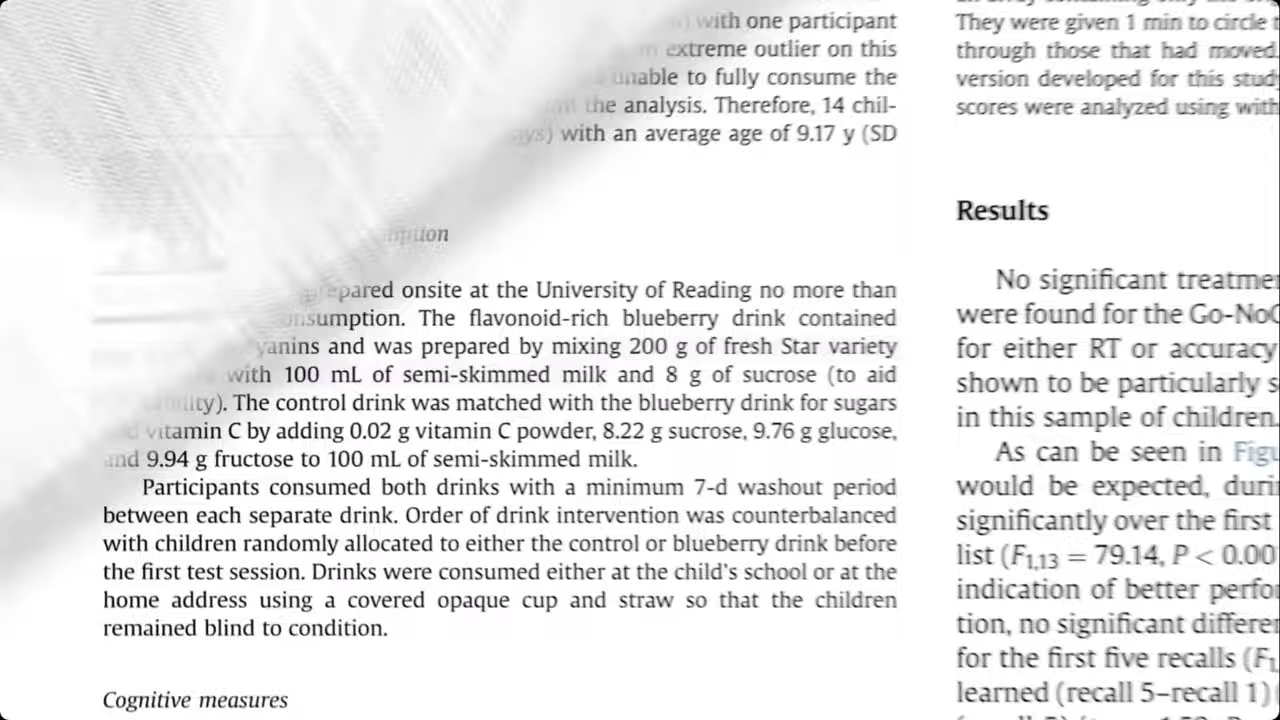 with one participant
extreme outlier on this
unable to fully consume the
the analysis. Therefore, 14 chil-
with an average age of 9.17 y (SD
prepared onsite at the University of Reading no more than
consumption. The flavonoid-rich blueberry drink contained
and was prepared by mixing 200 g of fresh Star variety
with 100 mL of semi-skimmed milk and 8 g of sucrose (to aid
The control drink was matched with the blueberry drink for sugars
vitamin C by adding 0.02 g vitamin C powder, 8.22 g sucrose, 9.76 g glucose,
and 9.94 g fructose to 100 mL of semi-skimmed milk.
Participants consumed both drinks with a minimum 7-d washout period
between each separate drink. Order of drink intervention was counterbalanced
with children randomly allocated to either the control or blueberry drink before
the first test session. Drinks were consumed either at the child's school or at the
home address using a covered opaque cup and straw so that the children
remained blind to condition.
Cognitive measures
They were given 1 min to circle
through those that had moved.
version developed for this
scores were analyzed using
Results
No significant
were found for the
for either RT or accuracy
shown to be particularly
in this sample of children.
As can be seen in
would be expected,
significantly over the first
list (F1,13 = 79.14, P < 0.00
indication of better
tion, no significant
for the first five recalls
learned (recall 5–recall 1)